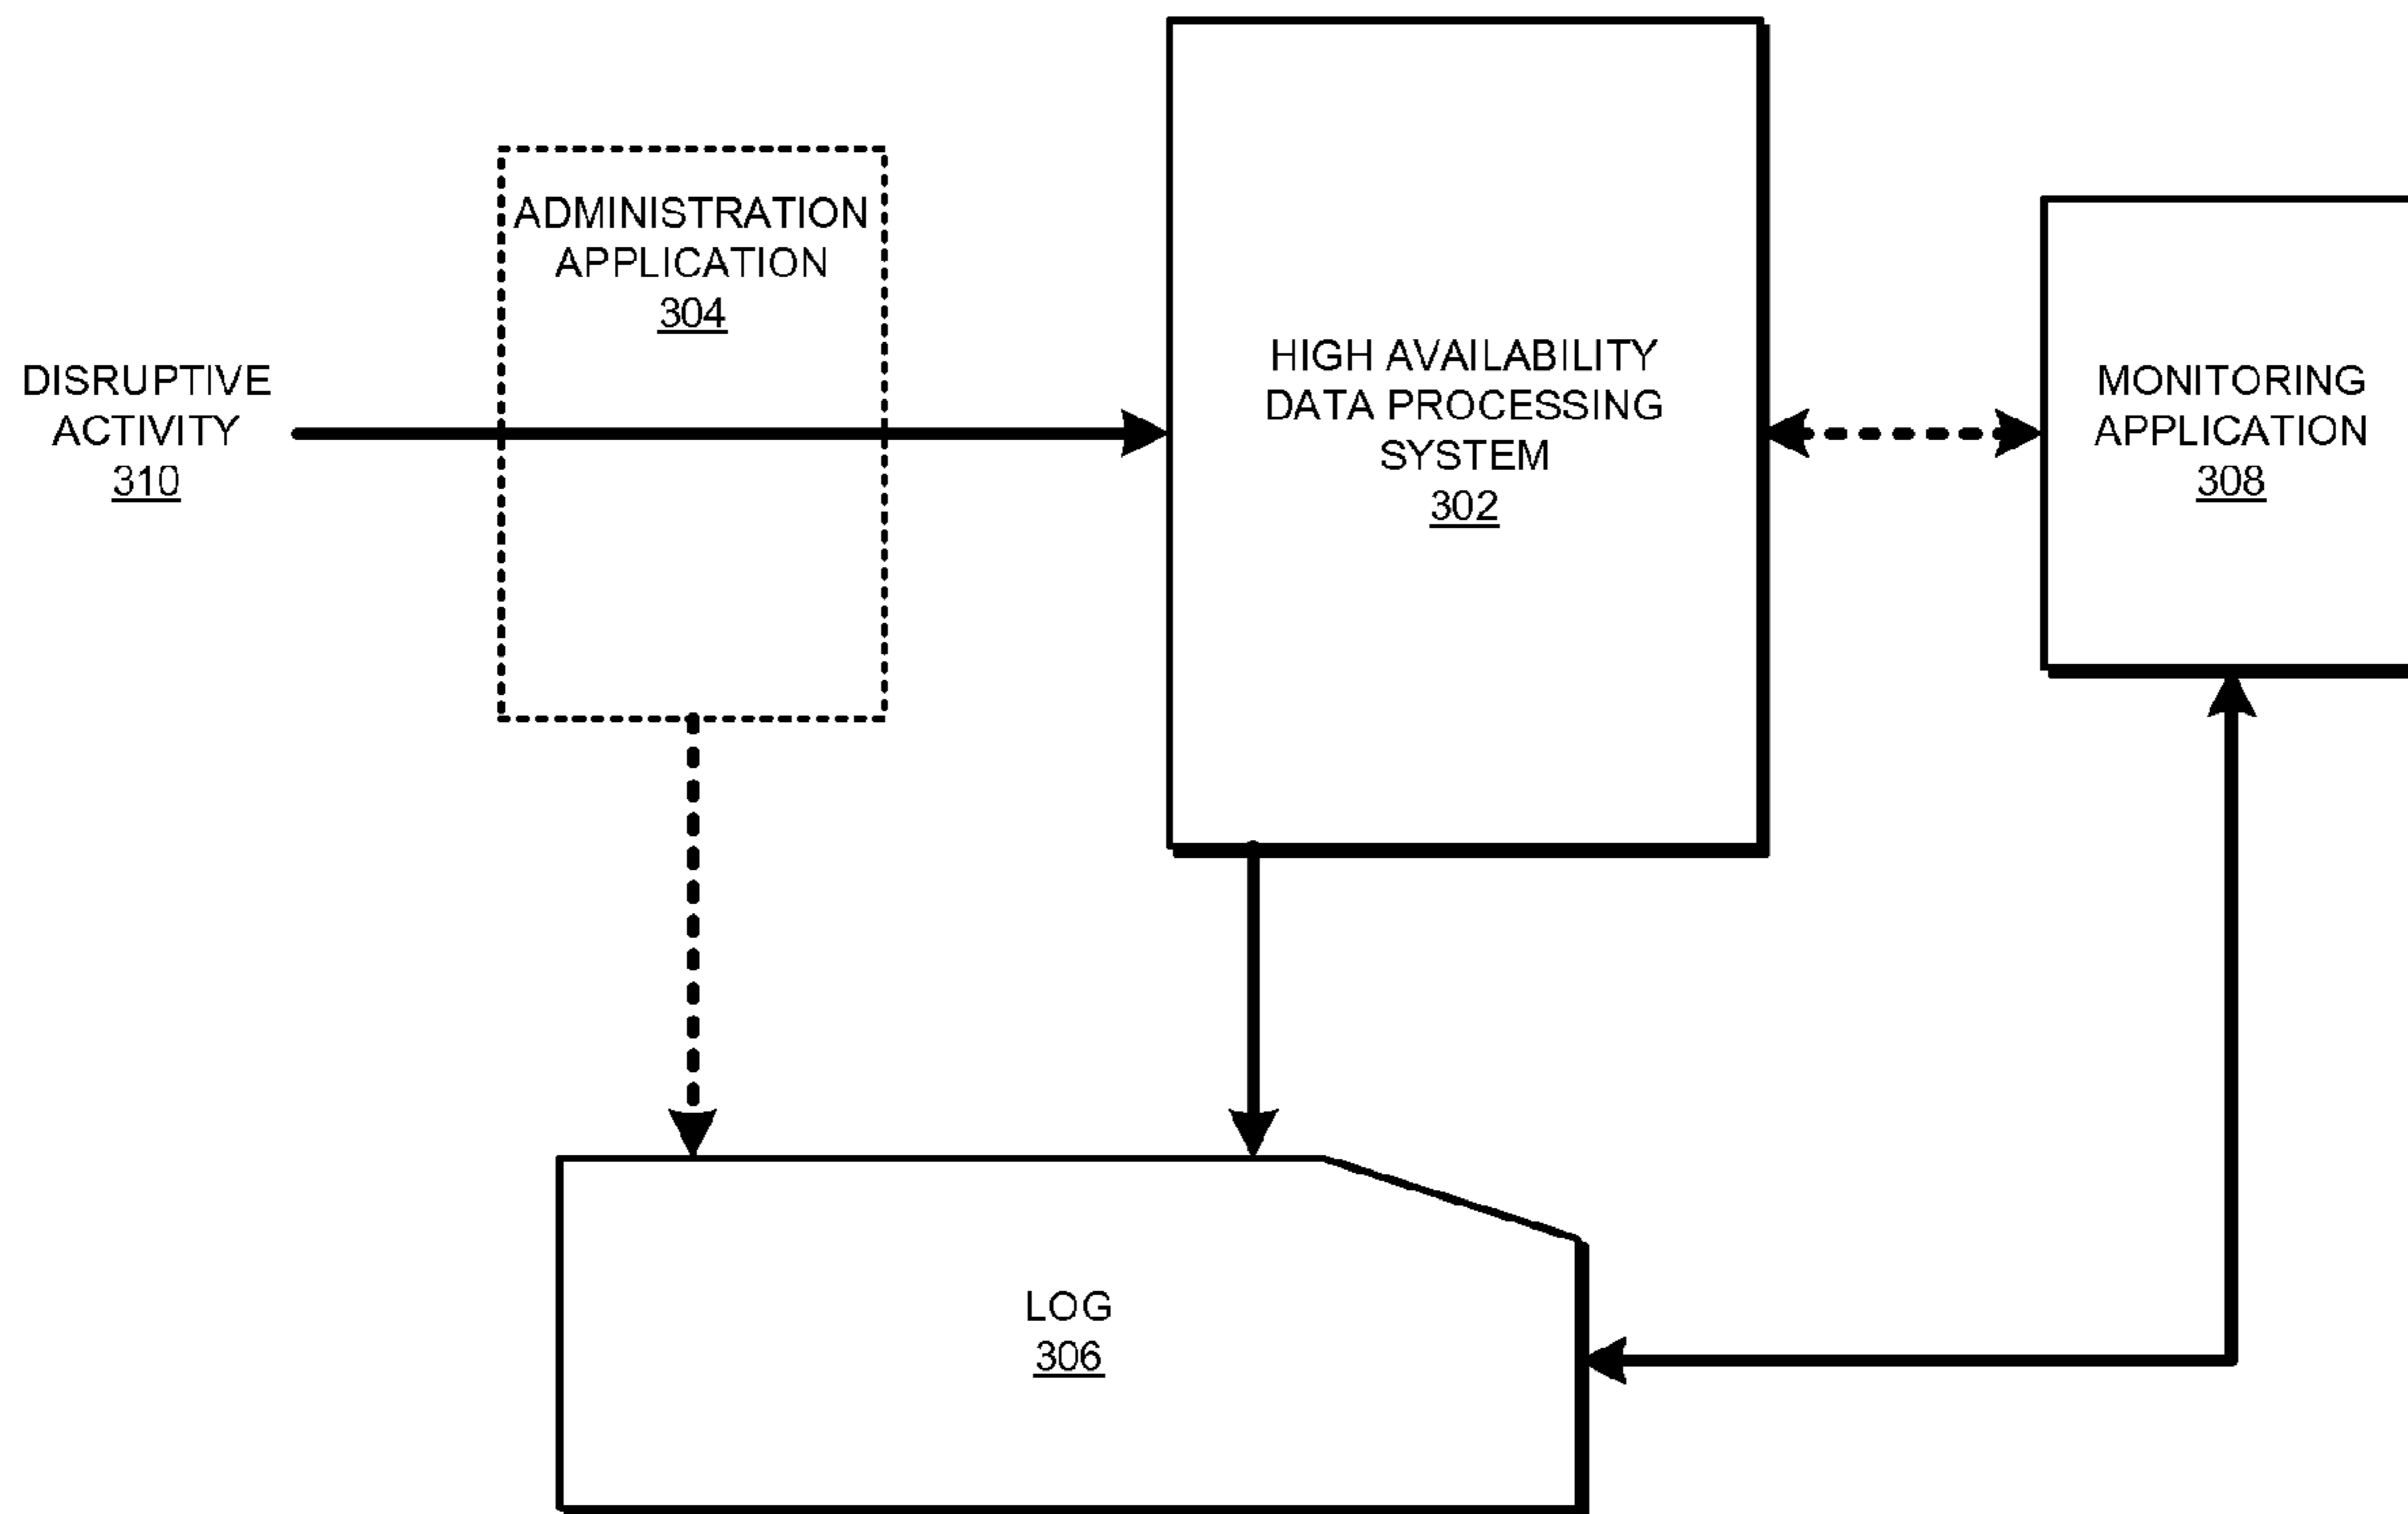 ADMINISTRATION
APPLICATION
304
DISRUPTIVE
ACTIVITY
310
HIGH AVAILABILITY
DATA PROCESSING
SYSTEM
302
MONITORING
APPLICATION
308
LOG
306